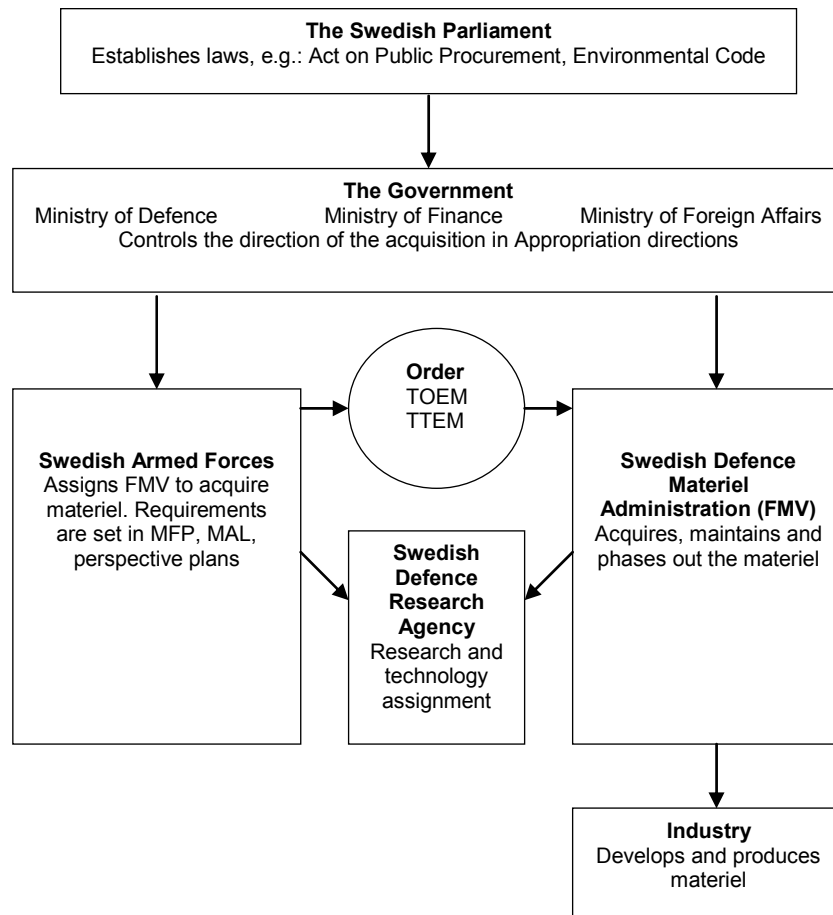 The Swedish Parliament
Establishes laws, e.g.: Act on Public Procurement, Environmental Code
The Government
Ministry of Defence Ministry of Finance Ministry of Foreign Affairs
Controls the direction of the acquisition in Appropriation directions
Order
TOEM
TTEM
Swedish Armed Forces
Assigns FMV to acquire
materiel. Requirements
are set in MFP, MAL,
perspective plans
Swedish
Defence
Research
Agency
Research and
technology
assignment
Swedish Defence
Materiel
Administration (FMV)
Acquires, maintains and
phases out the materiel
Industry
Develops and produces
materiel